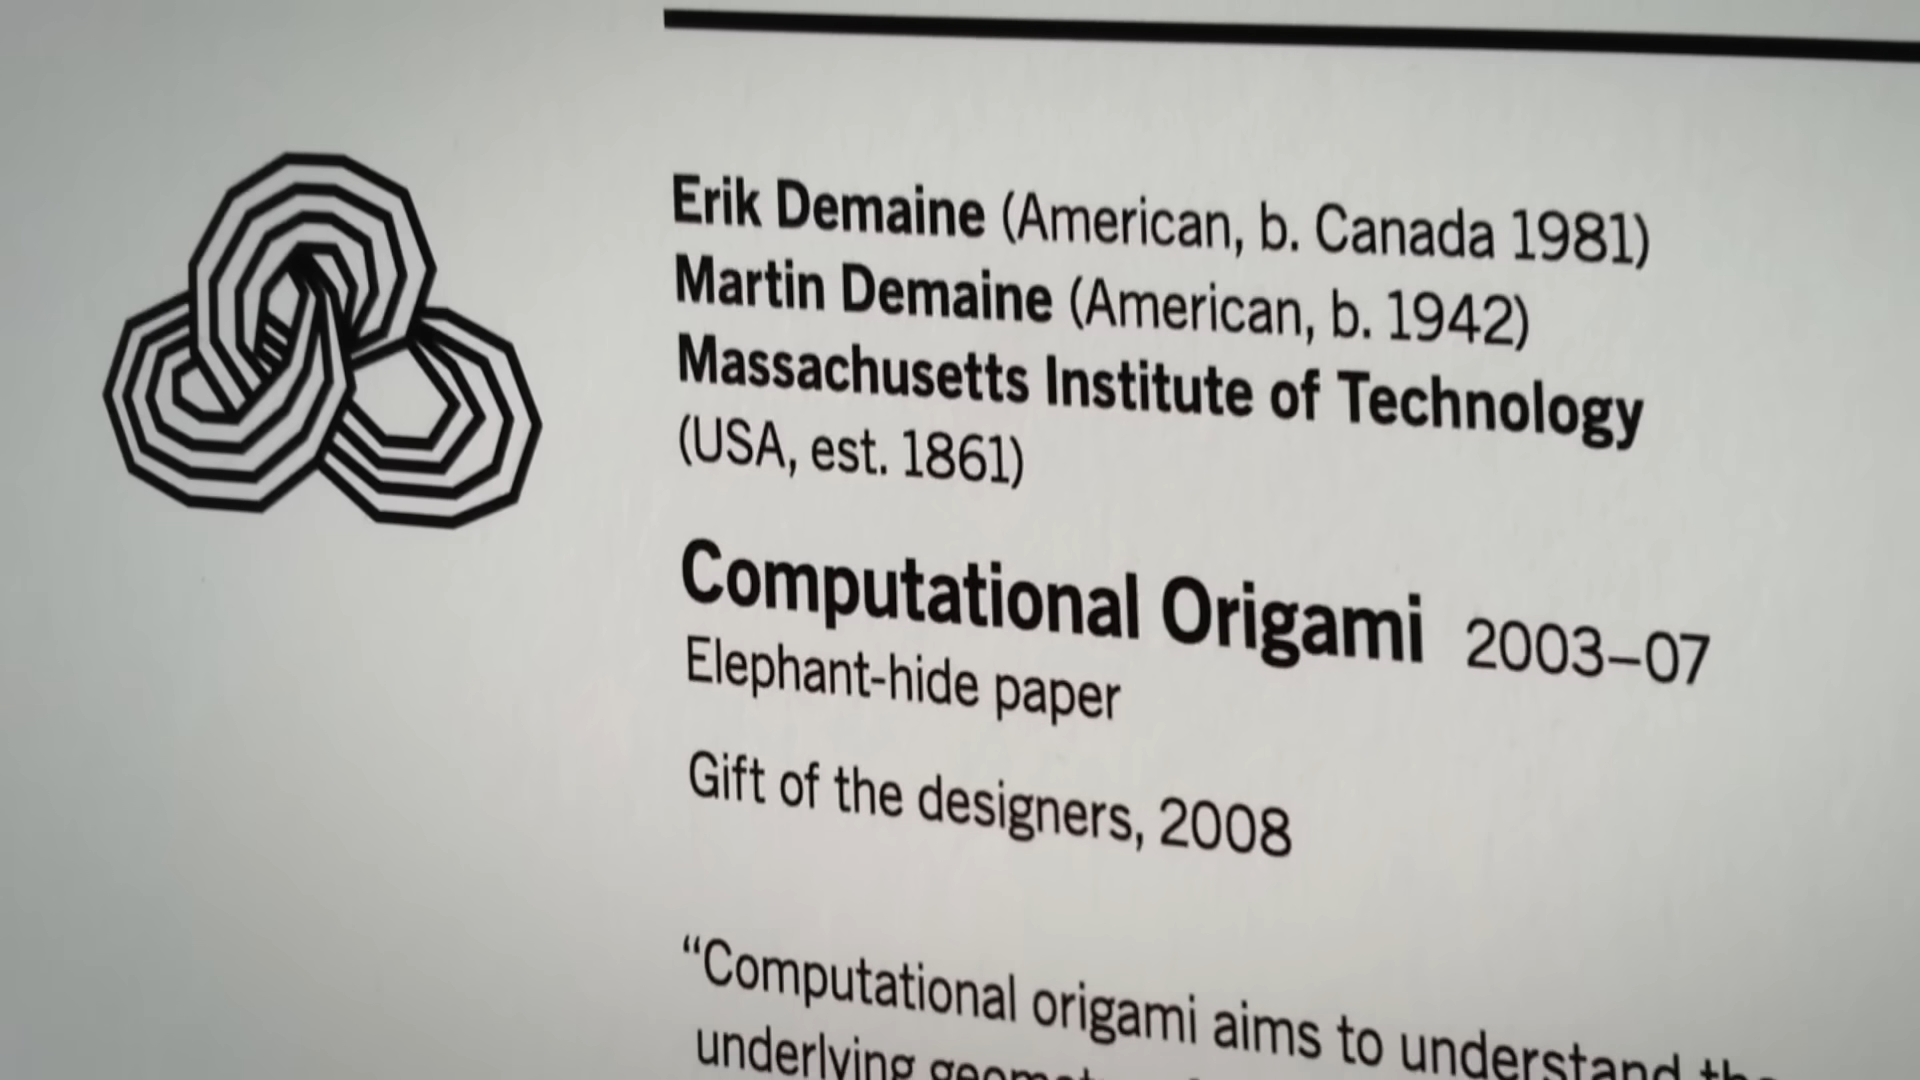 Erik Demaine (American, b. Canada 1981)
Martin Demaine (American, b. 1942)
Massachusetts Institute of Technology
(USA, est. 1861)
Computational Origami 2003–07
Elephant-hide paper
Gift of the designers, 2008
“Computational origami aims to understand
underlying